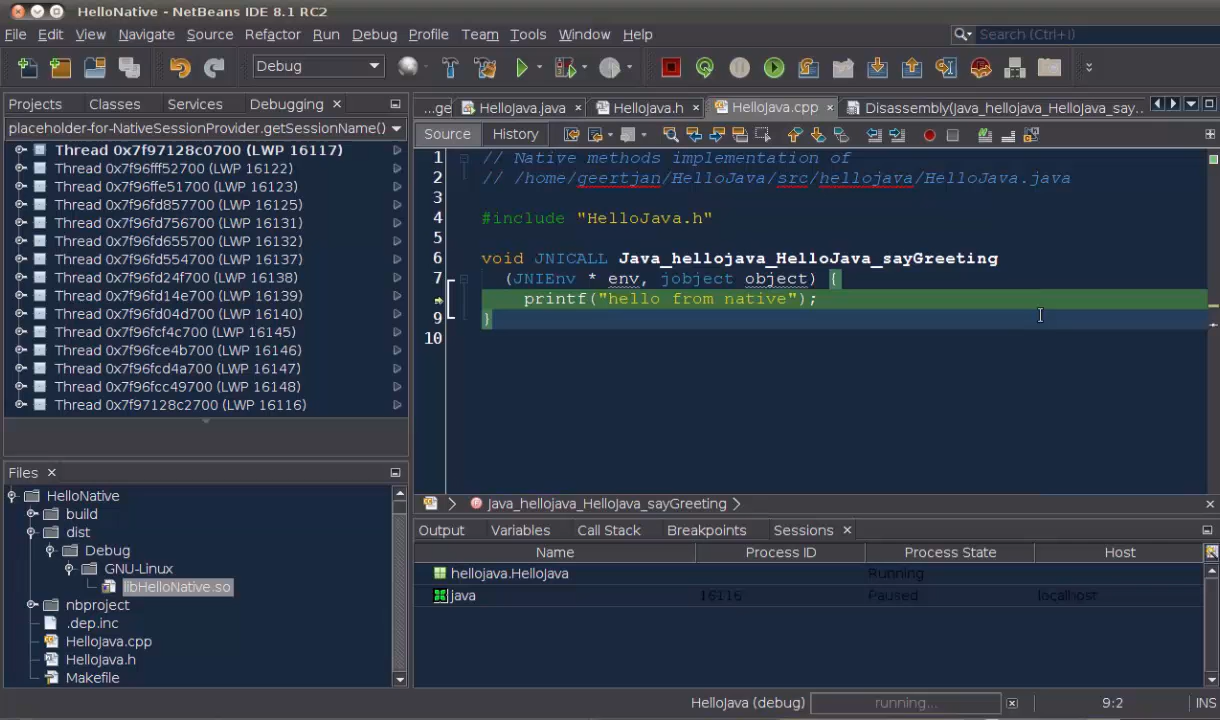 HelloNative - NetBeans IDE 8.1 RC2
File Edit View Navigate Source Refactor Run Debug Profile Team Tools Window Help
Search (Ctrl+I)
Debug
Projects Classes Services Debugging
placeholder-for-NativeSessionProvider.getSessionName()
Thread 0x7f97128c0700 (LWP 16117)
Thread 0x7f96fff52700 (LWP 16122)
Thread 0x7f96ffe51700 (LWP 16123)
Thread 0x7f96fd857700 (LWP 16125)
Thread 0x7f96fd756700 (LWP 16131)
Thread 0x7f96fd655700 (LWP 16132)
Thread 0x7f96fd554700 (LWP 16137)
Thread 0x7f96fd24f700 (LWP 16138)
Thread 0x7f96fd14e700 (LWP 16139)
Thread 0x7f96fd04d700 (LWP 16140)
Thread 0x7f96fcf4c700 (LWP 16145)
Thread 0x7f96fce4b700 (LWP 16146)
Thread 0x7f96fcd4a700 (LWP 16147)
Thread 0x7f96fcc49700 (LWP 16148)
Thread 0x7f97128c2700 (LWP 16116)
Files
HelloNative
build
dist
Debug
GNU-Linux
libHelloNative.so
nbproject
.dep.inc
HelloJava.cpp
HelloJava.h
Makefile
...ge HelloJava.java HelloJava.h HelloJava.cpp Disassembly(Java_hellojava_HelloJava_say...
Source History
1 // Native methods implementation of
2 // /home/geertjan/HelloJava/src/hellojava/HelloJava.java
3
4 #include "HelloJava.h"
5
6 void JNICALL Java_hellojava_HelloJava_sayGreeting
7 (JNIEnv * env, jobject object) {
printf("hello from native");
9 }
10
Java_hellojava_HelloJava_sayGreeting
Output Variables Call Stack Breakpoints Sessions
Name Process ID Process State Host
hellojava.HelloJava Running
java 16116 Paused localhost
HelloJava (debug) running... 9:2 INS